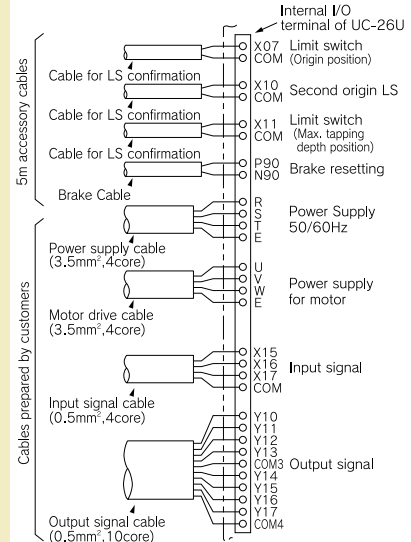 Internal I/O
terminal of UC-26U
5m accessory cables
Cable for LS confirmation
X07
COM
Limit switch
(Origin position)
Cable for LS confirmation
X10
COM
Second origin LS
Cable for LS confirmation
X11
COM
Limit switch
(Max. tapping
depth position)
Brake Cable
P90
N90
Brake resetting
Cables prepared by customers
Power supply cable
(3.5mm²,4core)
R
S
T
E
Power Supply
50/60Hz
Motor drive cable
(3.5mm²,4core)
U
V
W
E
Power supply
for motor
Input signal cable
(0.5mm²,4core)
X15
X16
X17
COM
Input signal
Output signal cable
(0.5mm²,10core)
Y10
Y11
Y12
Y13
COM3
Y14
Y15
Y16
Y17
COM4
Output signal